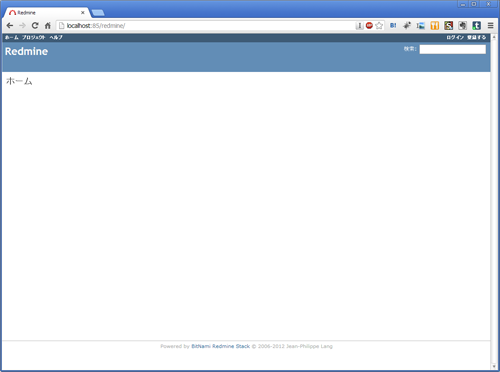 Redmine
localhost:85/redmine/
ホーム プロジェクト ヘルプ
ログイン 登録する
Redmine
検索:
ホーム
Powered by BitNami Redmine Stack © 2006-2012 Jean-Philippe Lang